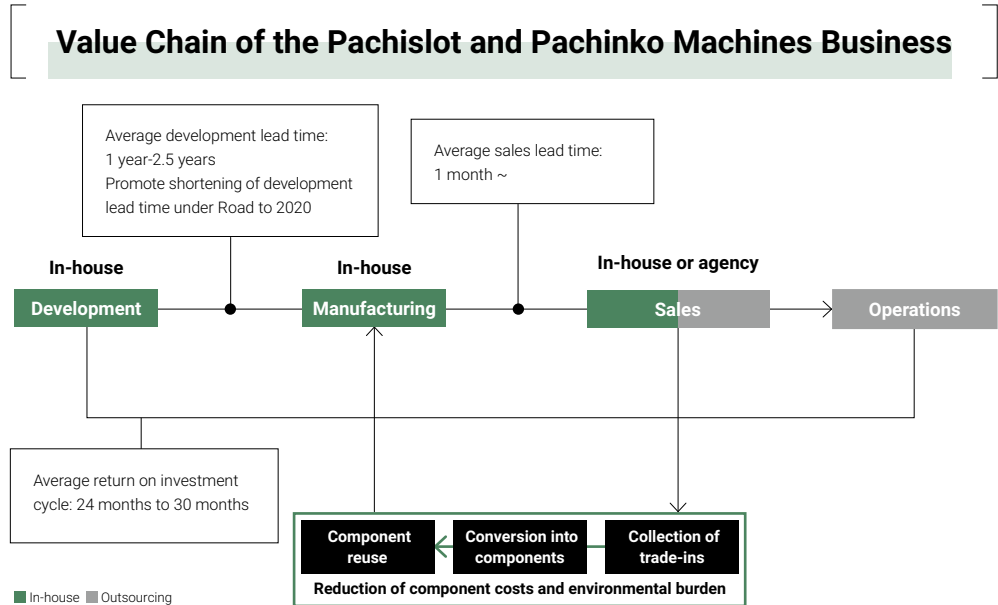 Value Chain of the Pachislot and Pachinko Machines Business
Average development lead time:
1 year-2.5 years
Promote shortening of development
lead time under Road to 2020
Average sales lead time:
1 month ~
In-house
In-house
In-house or agency
Development
Manufacturing
Sales
Operations
Average return on investment
cycle: 24 months to 30 months
Component
reuse
Conversion into
components
Collection of
trade-ins
Reduction of component costs and environmental burden
In-house
Outsourcing